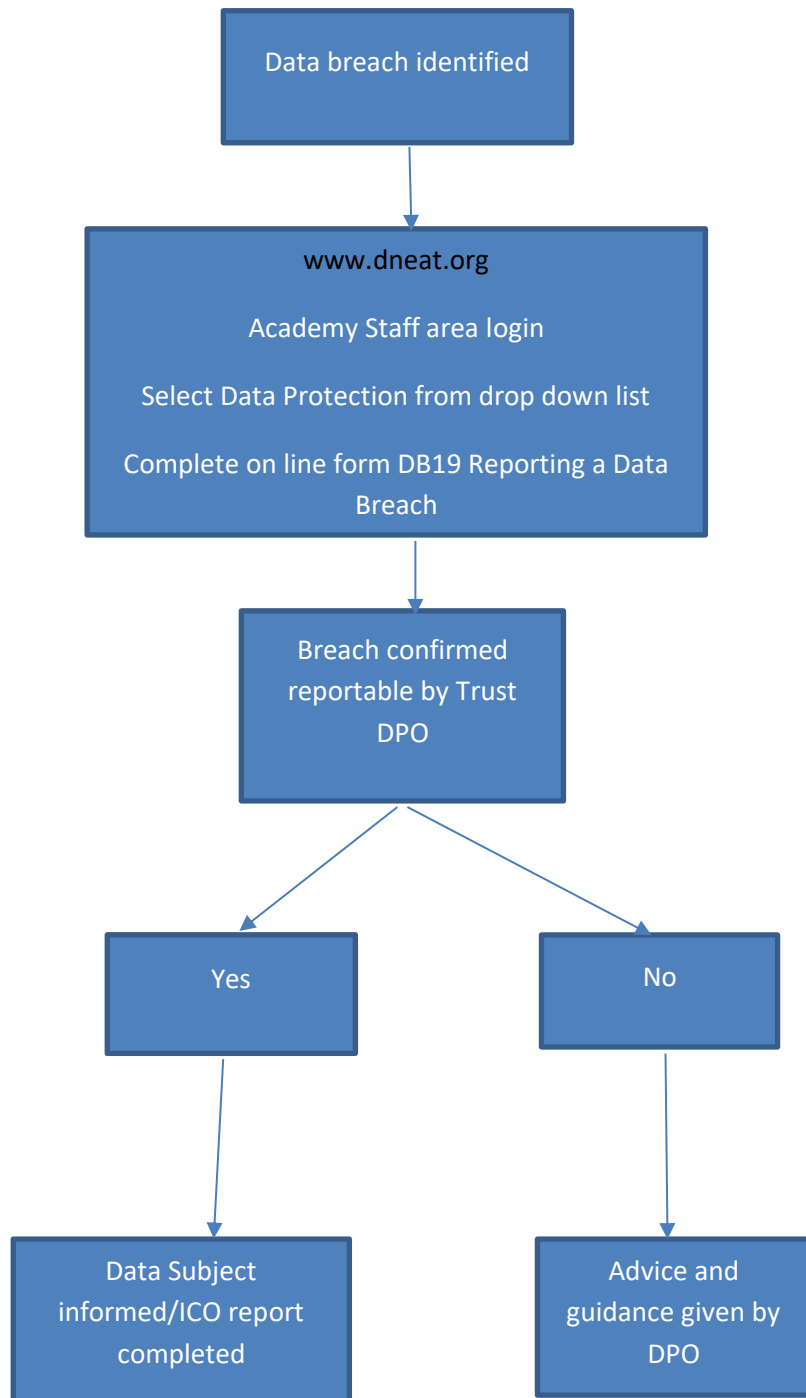 Data breach identified
www.dneat.org
Academy Staff area login
Select Data Protection from drop down list
Complete on line form DB19 Reporting a Data
Breach
Breach confirmed
reportable by Trust
DPO
Yes
No
Data Subject
informed/ICO report
completed
Advice and
guidance given by
DPO